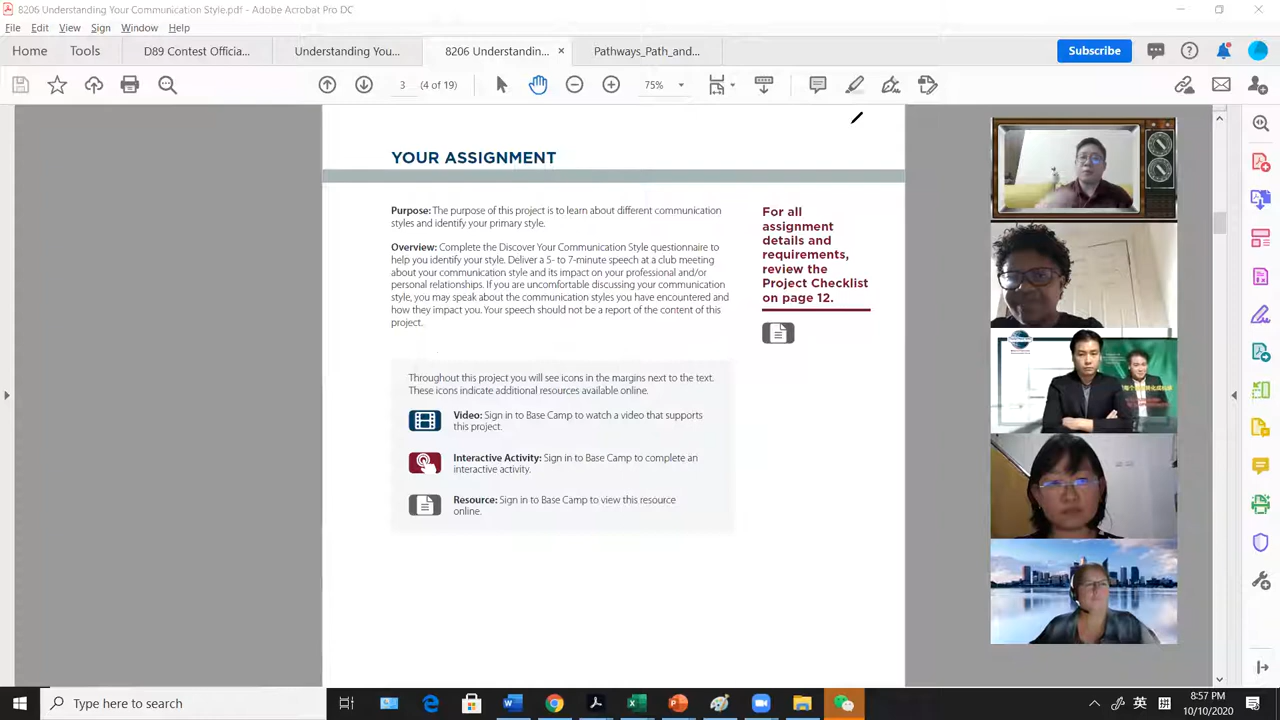 8206 Understanding Your Communication Style.pdf - Adobe Acrobat Pro DC
File Edit View Sign Window Help
Home Tools D89 Contest Officia... Understanding You... 8206 Understandin... × Pathways_Path_and... Subscribe
3 (4 of 19) 75%
YOUR ASSIGNMENT
Purpose: The purpose of this project is to learn about different communication
styles and identify your primary style.
Overview: Complete the Discover Your Communication Style questionnaire to
help you identify your style. Deliver a 5- to 7-minute speech at a club meeting
about your communication style and its impact on your professional and/or
personal relationships. If you are uncomfortable discussing your communication
style, you may speak about the communication styles you have encountered and
how they impact you. Your speech should not be a report of the content of this
project.
For all
assignment
details and
requirements,
review the
Project Checklist
on page 12.
Throughout this project you will see icons in the margins next to the text.
These icons indicate additional resources available online.
Video: Sign in to Base Camp to watch a video that supports
this project.
Interactive Activity: Sign in to Base Camp to complete an
interactive activity.
Resource: Sign in to Base Camp to view this resource
online.
Type here to search
英 拼
8:57 PM
10/10/2020